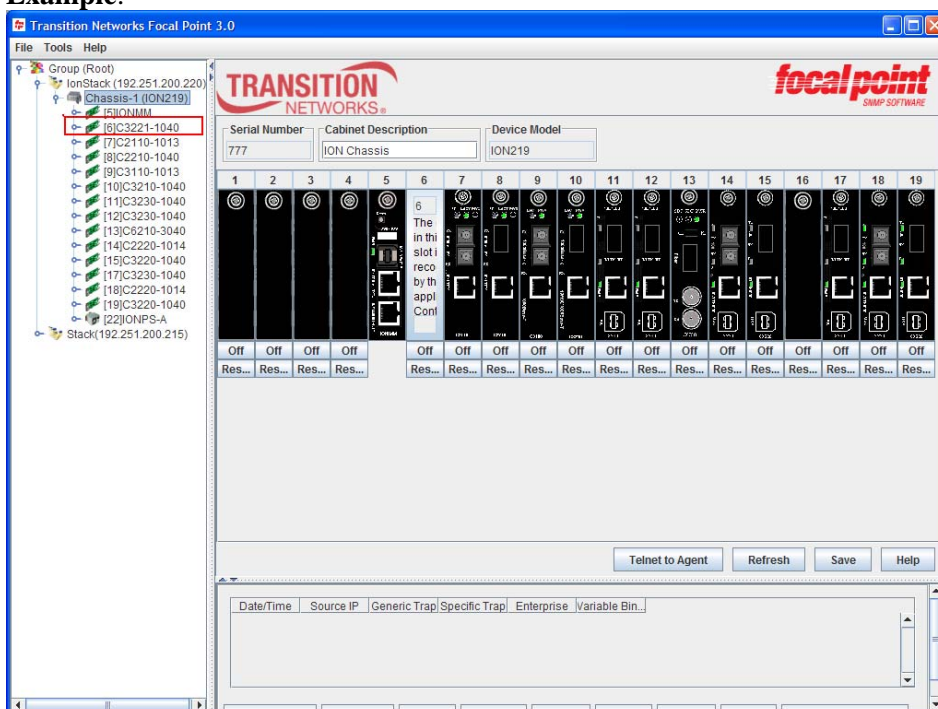 Example:
Transition Networks Focal Point 3.0
File Tools Help
Group (Root)
IonStack (192.251.200.220)
Chassis-1 (ION219)
[5]IONMM
[6]C3221-1040
[7]C2110-1013
[8]C2210-1040
[9]C3110-1013
[10]C3210-1040
[11]C3230-1040
[12]C3230-1040
[13]C6210-3040
[14]C2220-1014
[15]C3220-1040
[17]C3230-1040
[18]C2220-1014
[19]C3220-1040
[22]IONPS-A
Stack(192.251.200.215)
TRANSITION
NETWORKS®
focal point
SNMP SOFTWARE
Serial Number Cabinet Description Device Model
777 ION Chassis ION219
1 2 3 4 5 6 7 8 9 10 11 12 13 14 15 16 17 18 19
6
The
in thi
slot i
reco
by th
appl
Cont
Off Off Off Off Off Off Off Off Off Off Off Off Off Off Off Off Off Off
Res... Res... Res... Res... Res... Res... Res... Res... Res... Res... Res... Res... Res... Res... Res... Res... Res... Res...
Telnet to Agent Refresh Save Help
Date/Time Source IP Generic Trap Specific Trap Enterprise Variable Bin...